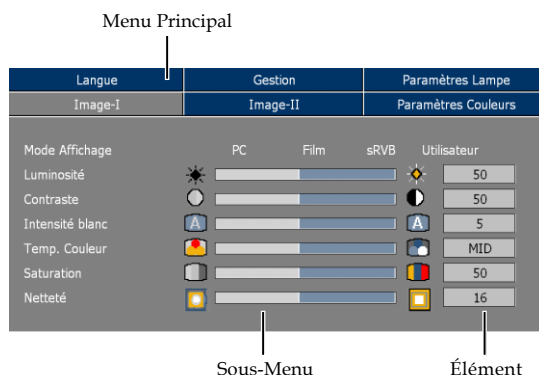 Menu Principal
Langue Gestion Paramètres Lampe
Image-I Image-II Paramètres Couleurs
Mode Affichage PC Film sRVB Utilisateur
Luminosité 50
Contraste 50
Intensité blanc A A 5
Temp. Couleur MID
Saturation 50
Netteté 16
Sous-Menu Élément